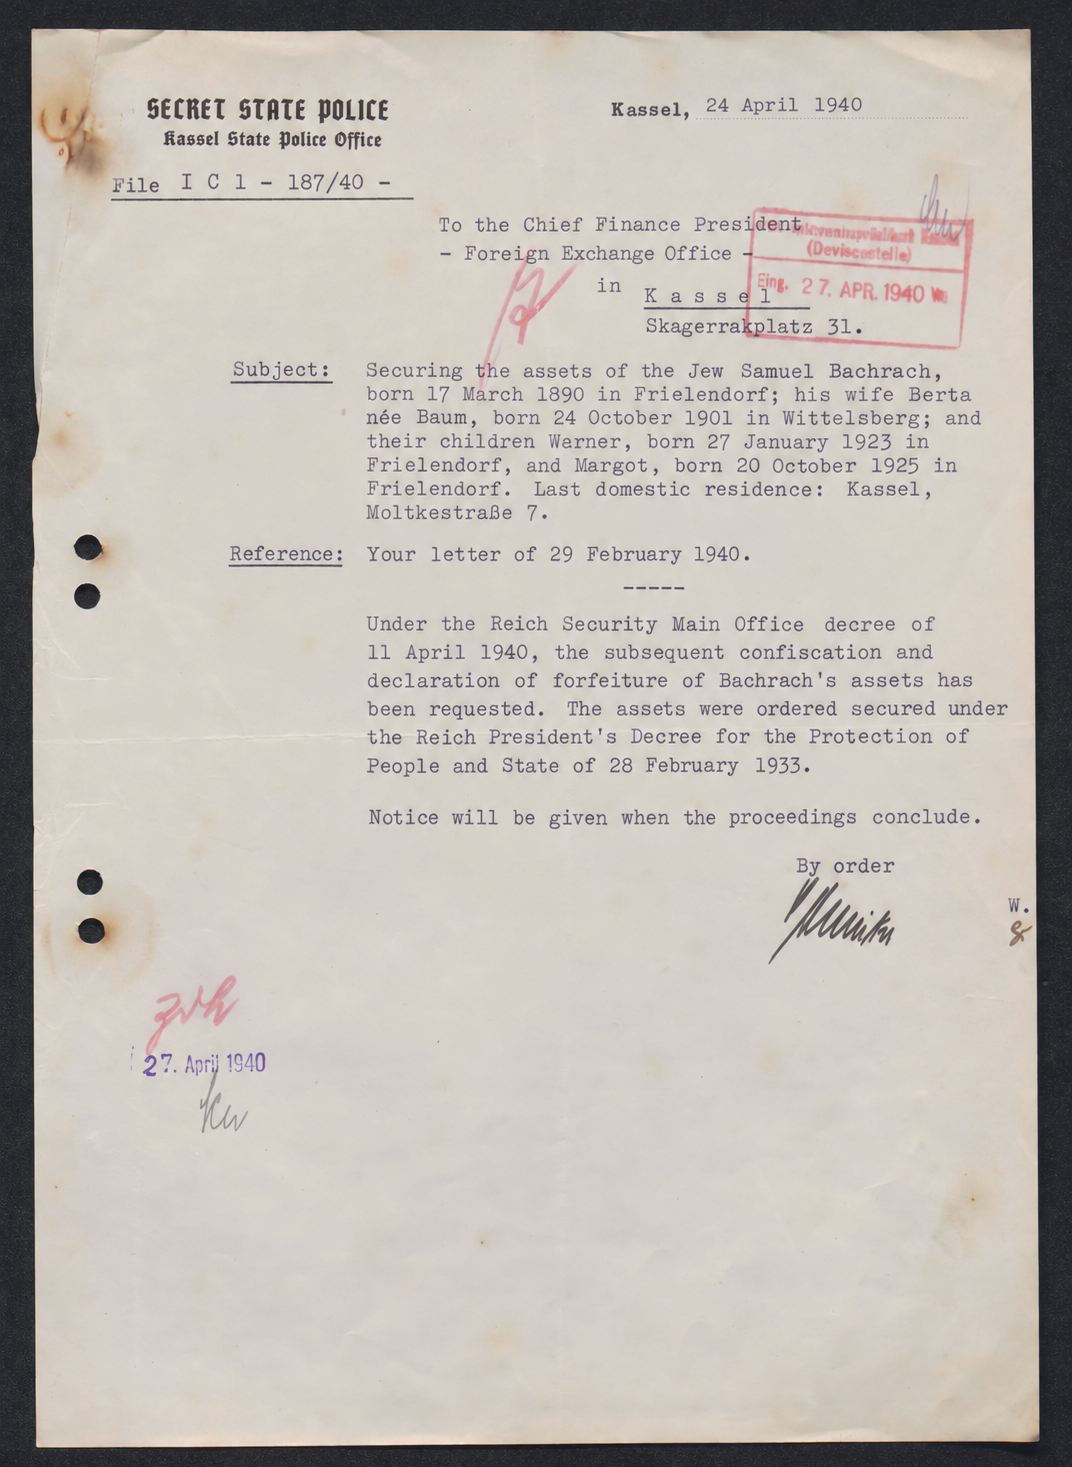 SECRET STATE POLICE
Kassel State Police Office
Kassel, 24 April 1940
File I C 1 - 187/40 -
To the Chief Finance President
- Foreign Exchange Office -
in
Kassel
Skagerrakplatz 31.
(Devisenstelle)
Eing. 27. APR. 1940
Subject: Securing the assets of the Jew Samuel Bachrach,
born 17 March 1890 in Frielendorf; his wife Berta
née Baum, born 24 October 1901 in Wittelsberg; and
their children Werner, born 27 January 1923 in
Frielendorf, and Margot, born 20 October 1925 in
Frielendorf. Last domestic residence: Kassel,
Moltkestraße 7.
Reference: Your letter of 29 February 1940.
-----
Under the Reich Security Main Office decree of
11 April 1940, the subsequent confiscation and
declaration of forfeiture of Bachrach's assets has
been requested. The assets were ordered secured under
the Reich President's Decree for the Protection of
People and State of 28 February 1933.
Notice will be given when the proceedings conclude.
By order
W.
27. April 1940